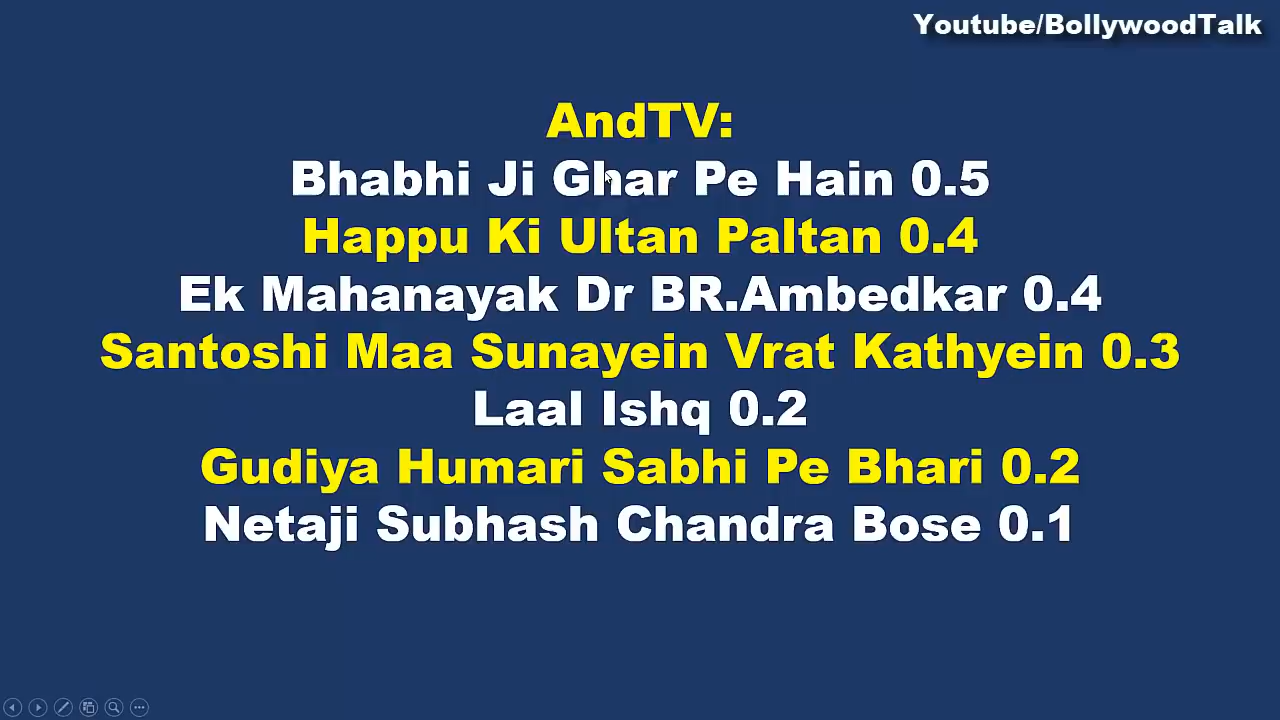 Youtube/BollywoodTalk
AndTV:
Bhabhi Ji Ghar Pe Hain 0.5
Happu Ki Ultan Paltan 0.4
Ek Mahanayak Dr BR.Ambedkar 0.4
Santoshi Maa Sunayein Vrat Kathyein 0.3
Laal Ishq 0.2
Gudiya Humari Sabhi Pe Bhari 0.2
Netaji Subhash Chandra Bose 0.1